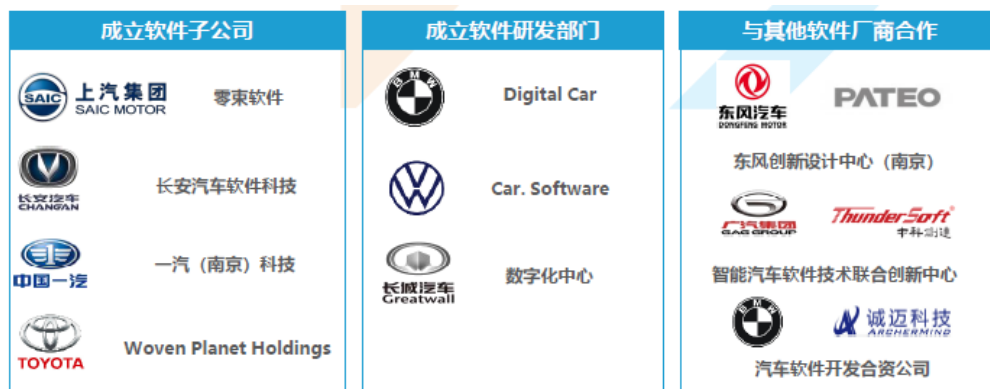 成立软件子公司
SAIC
上汽集团
SAIC MOTOR
零束软件
长安汽车
CHANGAN
长安汽车软件科技
中国一汽
一汽（南京）科技
TOYOTA
Woven Planet Holdings
成立软件研发部门
BMW
Digital Car
Car. Software
长城汽车
Greatwall
数字化中心
与其他软件厂商合作
东风汽车
DONGFENG MOTOR
PATEO
东风创新设计中心（南京）
广汽集团
GAG GROUP
ThunderSoft®
中科创达
智能汽车软件技术联合创新中心
BMW
诚迈科技
ARCHERMIND
汽车软件开发合资公司